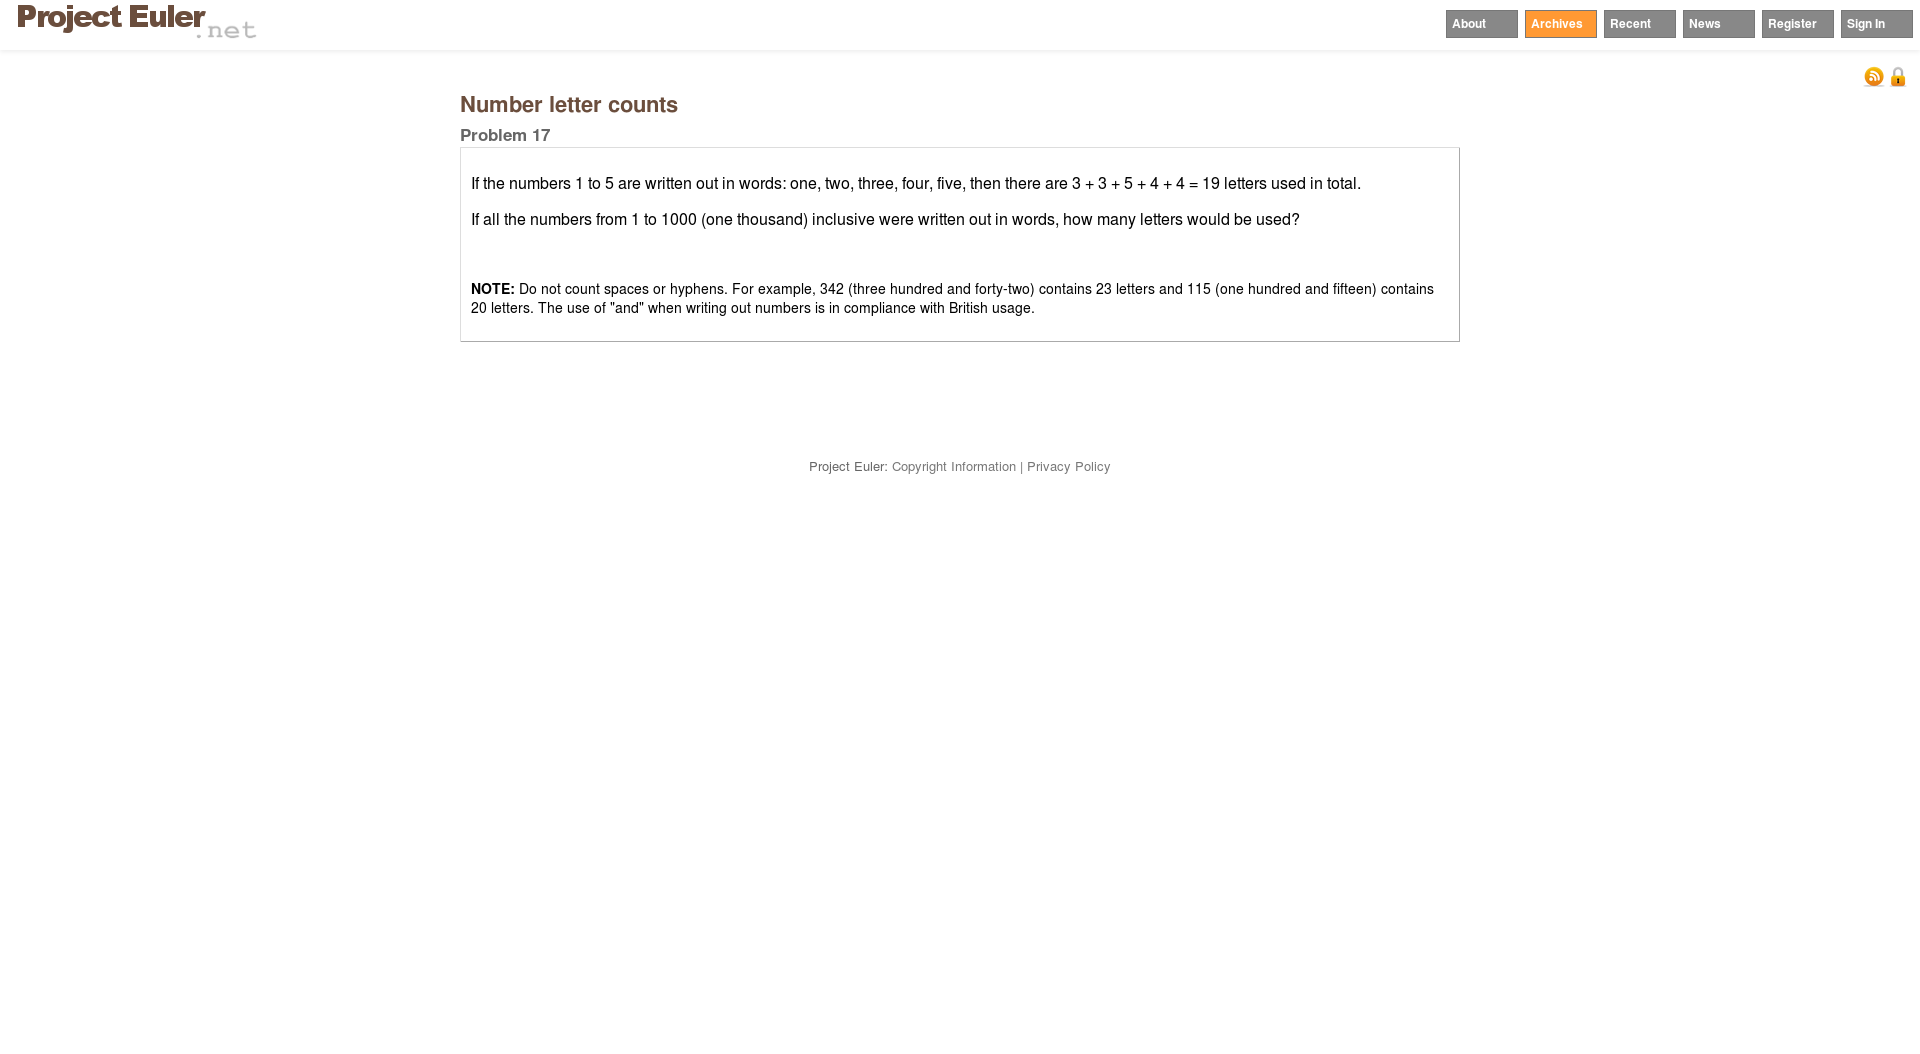 Project Euler.net
About Archives Recent News Register Sign In
Number letter counts
Problem 17
If the numbers 1 to 5 are written out in words: one, two, three, four, five, then there are 3 + 3 + 5 + 4 + 4 = 19 letters used in total.
If all the numbers from 1 to 1000 (one thousand) inclusive were written out in words, how many letters would be used?
NOTE: Do not count spaces or hyphens. For example, 342 (three hundred and forty-two) contains 23 letters and 115 (one hundred and fifteen) contains
20 letters. The use of "and" when writing out numbers is in compliance with British usage.
Project Euler: Copyright Information | Privacy Policy